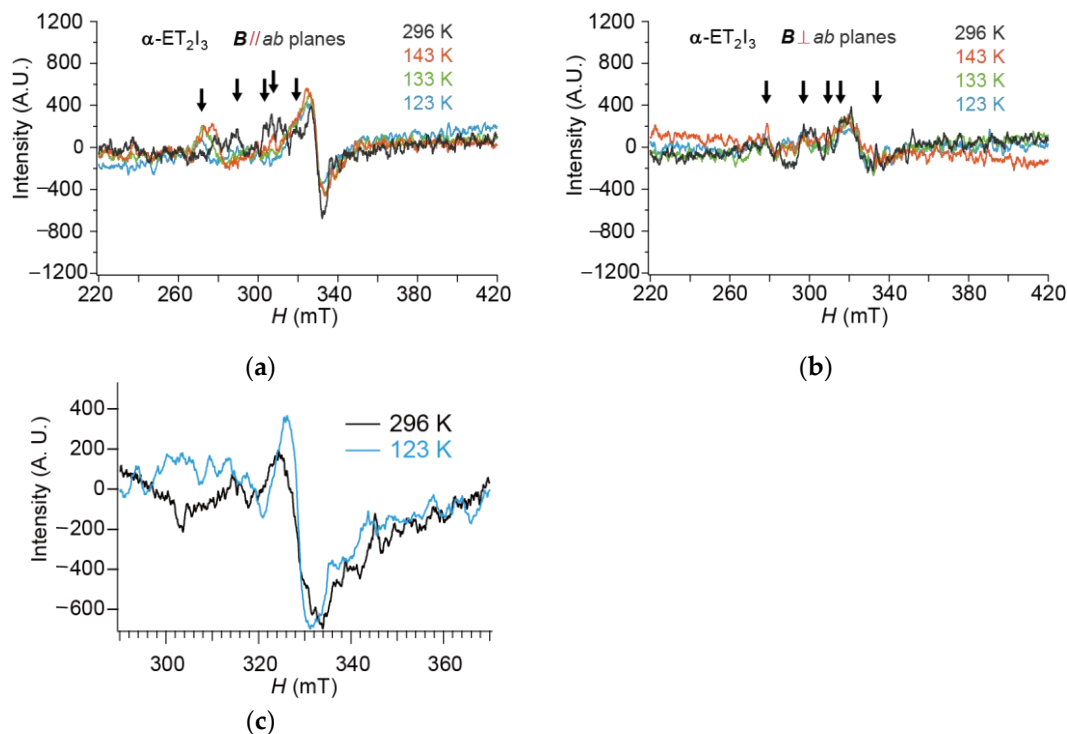 α-ET₂I₃ B // ab planes
296 K
143 K
133 K
123 K
Intensity (A.U.)
1200
800
400
0
−400
−800
−1200
220 260 300 340 380 420
H (mT)
(a)
α-ET₂I₃ B ⊥ ab planes
296 K
143 K
133 K
123 K
Intensity (A.U.)
1200
800
400
0
−400
−800
−1200
220 260 300 340 380 420
H (mT)
(b)
296 K
123 K
Intensity (A. U.)
400
200
0
−200
−400
−600
300 320 340 360
H (mT)
(c)